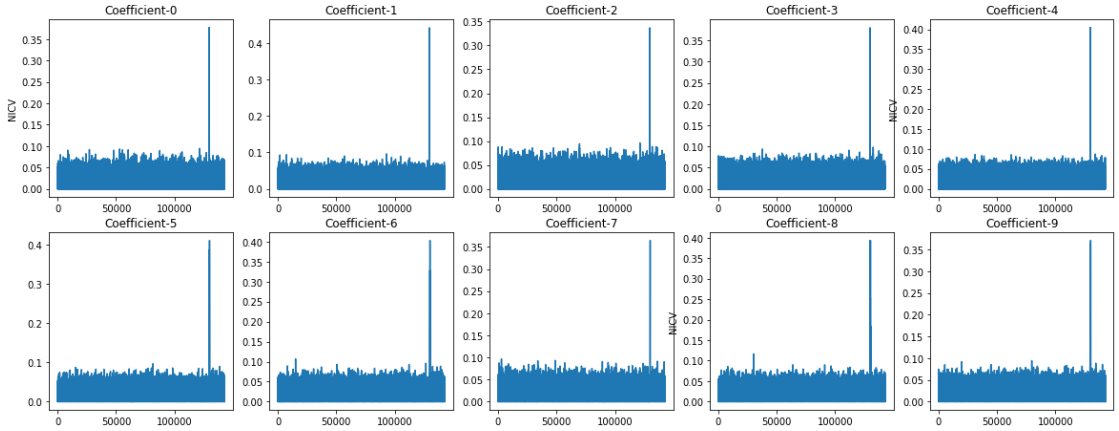 Coefficient-0 Coefficient-1 Coefficient-2 Coefficient-3 Coefficient-4
NICV NICV
0.35 0.30 0.25 0.20 0.15 0.10 0.05 0.00
0.4 0.3 0.2 0.1 0.0
0.35 0.30 0.25 0.20 0.15 0.10 0.05 0.00
0.35 0.30 0.25 0.20 0.15 0.10 0.05 0.00
0.40 0.35 0.30 0.25 0.20 0.15 0.10 0.05 0.00
0 50000 100000 0 50000 100000 0 50000 100000 0 50000 100000 0 50000 100000
Coefficient-5 Coefficient-6 Coefficient-7 Coefficient-8 Coefficient-9
NICV
0.4 0.3 0.2 0.1 0.0
0.40 0.35 0.30 0.25 0.20 0.15 0.10 0.05 0.00
0.35 0.30 0.25 0.20 0.15 0.10 0.05 0.00
0.40 0.35 0.30 0.25 0.20 0.15 0.10 0.05 0.00
0.35 0.30 0.25 0.20 0.15 0.10 0.05 0.00
0 50000 100000 0 50000 100000 0 50000 100000 0 50000 100000 0 50000 100000